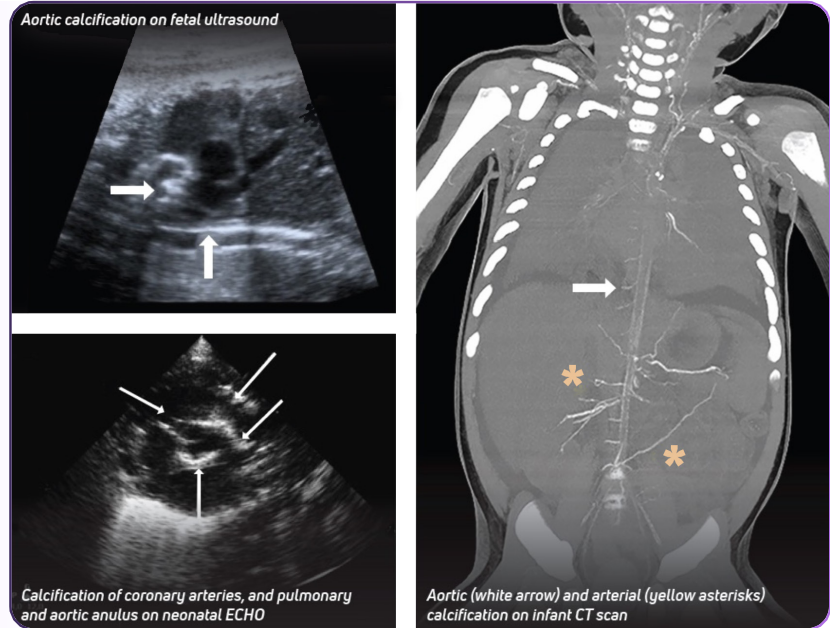 Aortic calcification on fetal ultrasound
Calcification of coronary arteries, and pulmonary
and aortic anulus on neonatal ECHO
Aortic (white arrow) and arterial (yellow asterisks)
calcification on infant CT scan